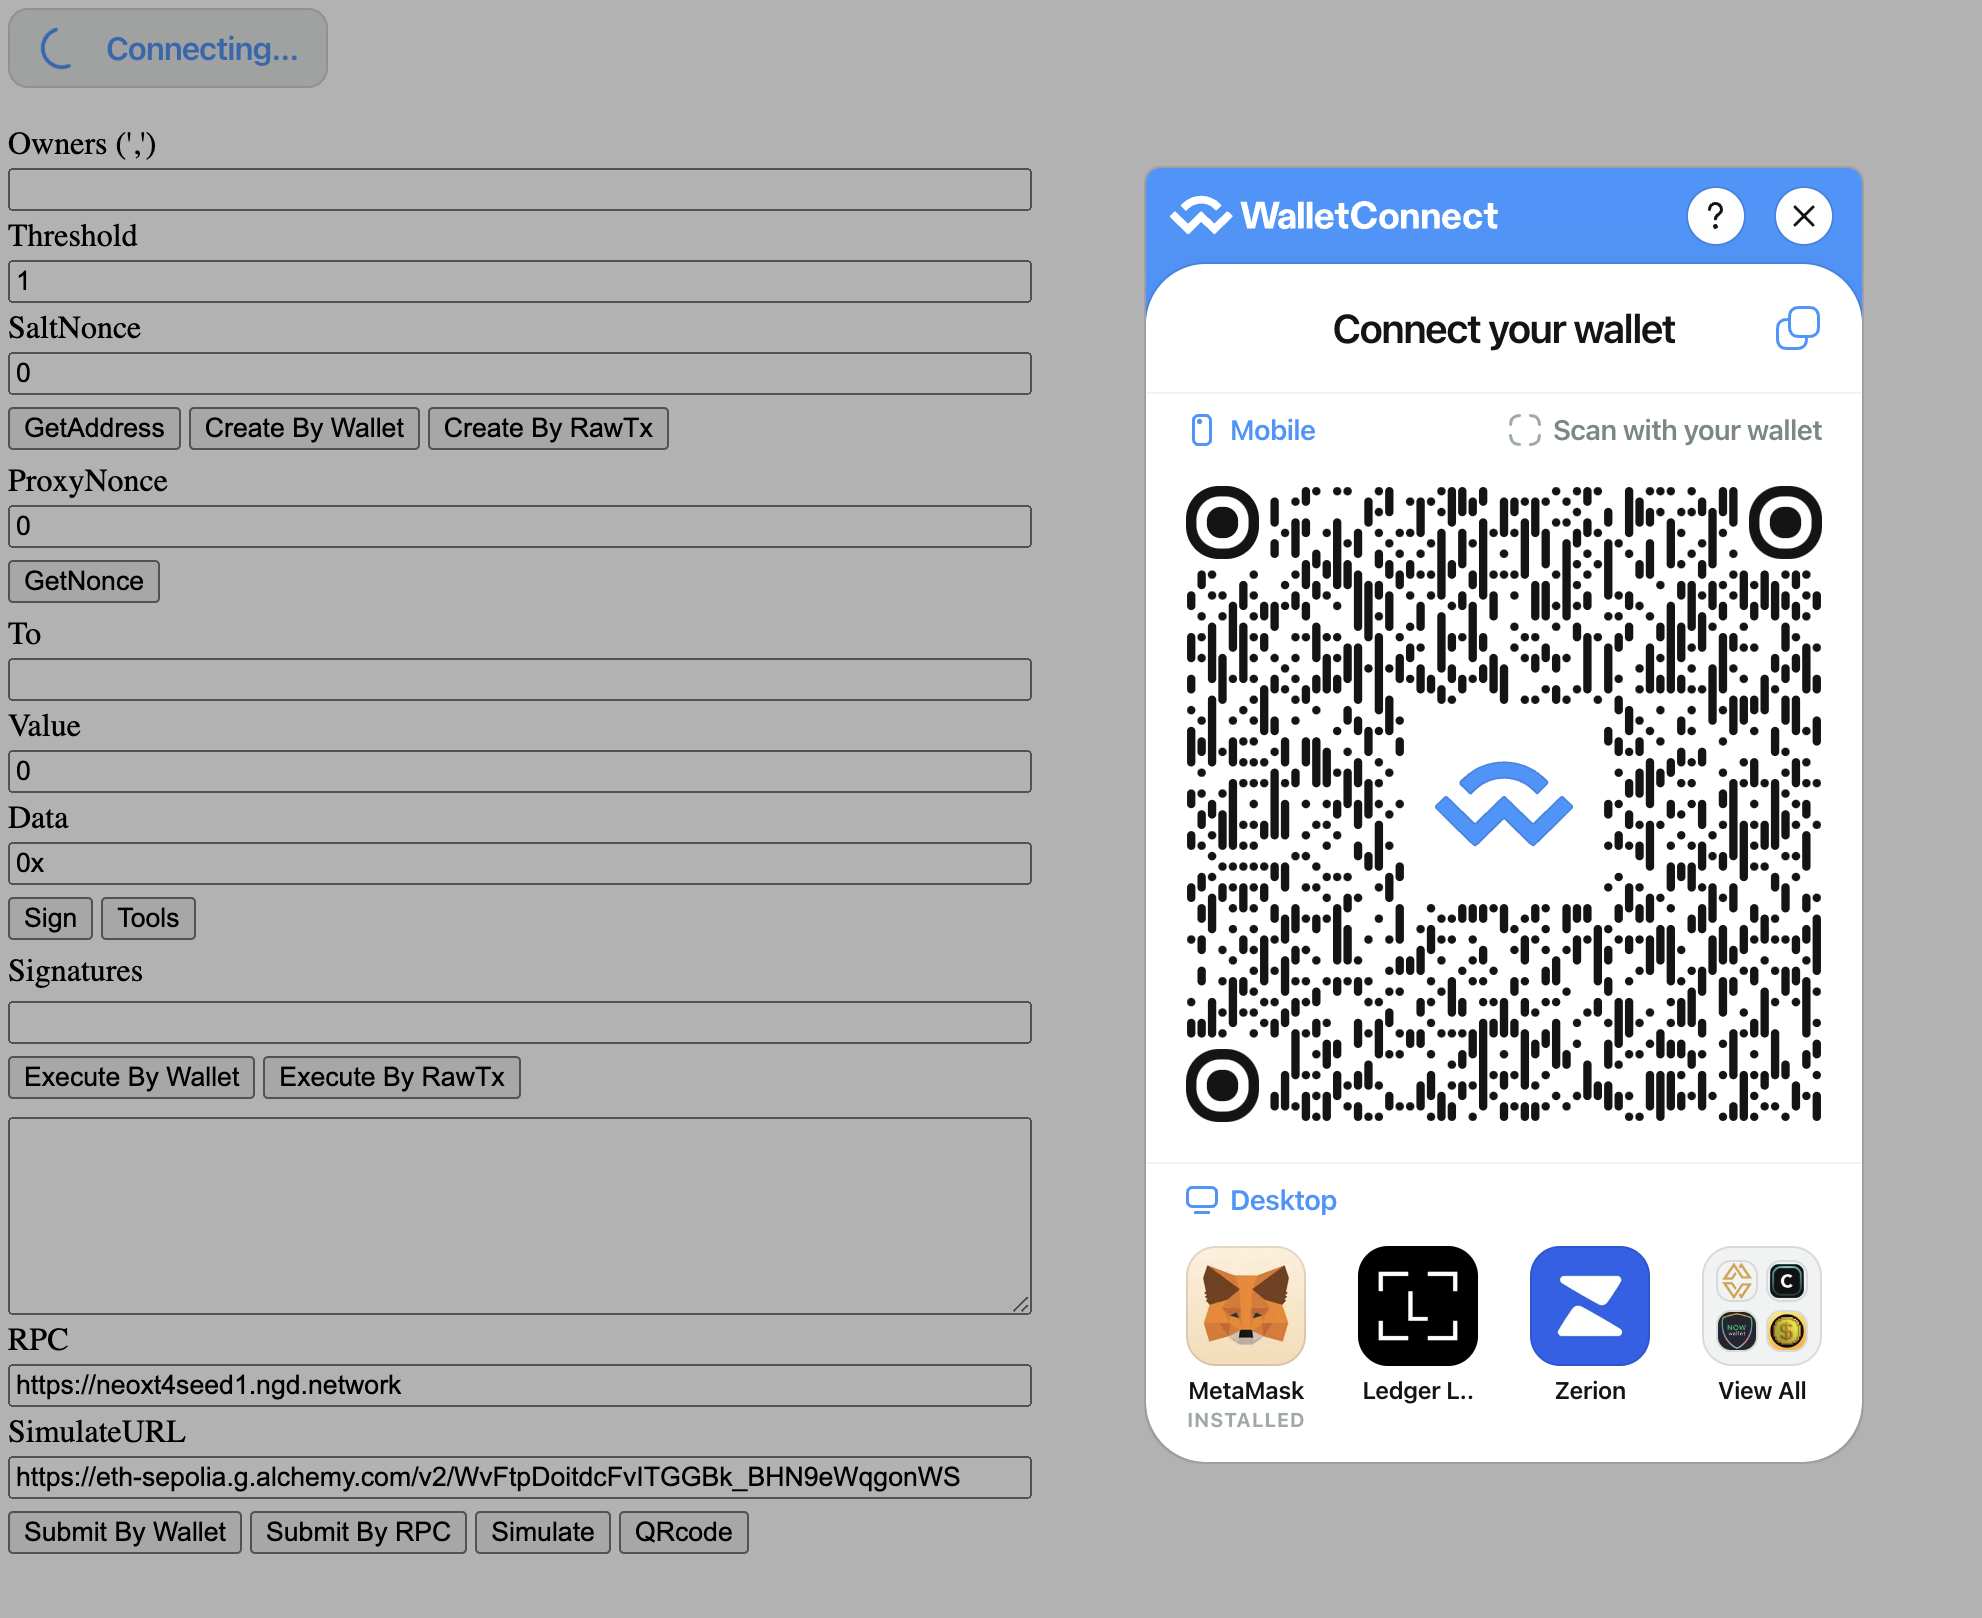 Connecting...
Owners (',')
Threshold
1
SaltNonce
0
GetAddress Create By Wallet Create By RawTx
ProxyNonce
0
GetNonce
To
Value
0
Data
0x
Sign Tools
Signatures
Execute By Wallet Execute By RawTx
RPC
https://neoxt4seed1.ngd.network
SimulateURL
https://eth-sepolia.g.alchemy.com/v2/WvFtpDoitdcFvITGGBk_BHN9eWqgonWS
Submit By Wallet Submit By RPC Simulate QRcode
WalletConnect ?
Connect your wallet
Mobile Scan with your wallet
Desktop
L
C
NOW
wallet
$
MetaMask Ledger L.. Zerion View All
INSTALLED